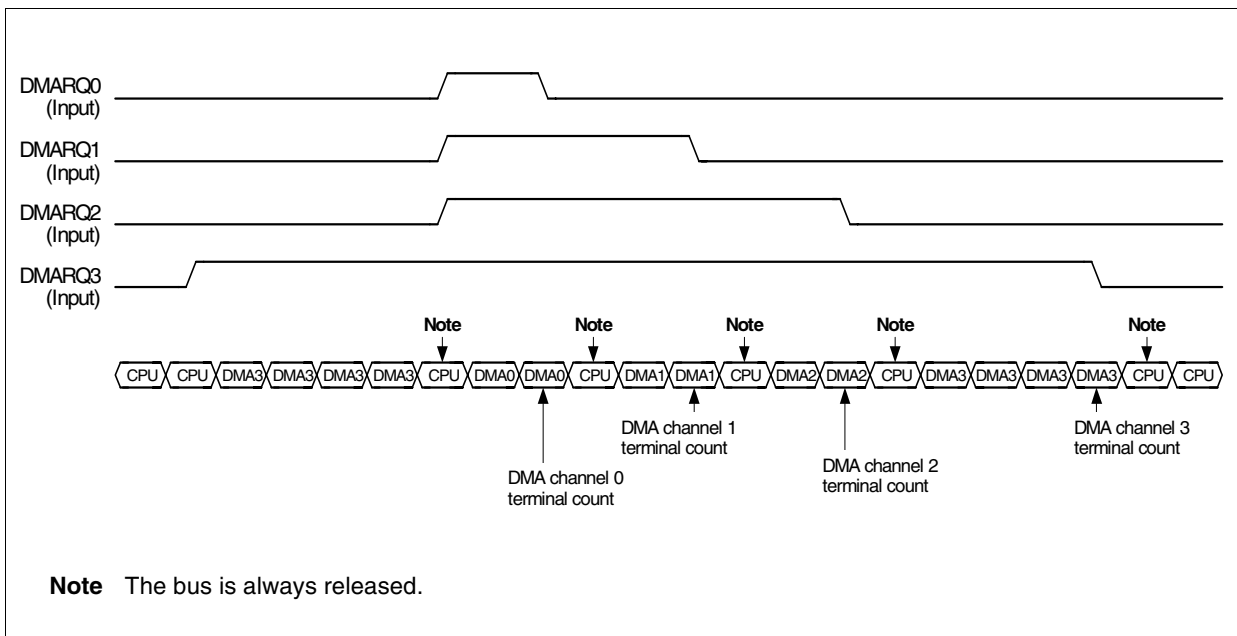 DMARQ0
(Input)
DMARQ1
(Input)
DMARQ2
(Input)
DMARQ3
(Input)
Note Note Note Note Note
CPU CPU DMA3 DMA3 DMA3 DMA3 CPU DMA0 DMA0 CPU DMA1 DMA1 CPU DMA2 DMA2 CPU DMA3 DMA3 DMA3 DMA3 CPU CPU
DMA channel 0
terminal count
DMA channel 1
terminal count
DMA channel 2
terminal count
DMA channel 3
terminal count
Note The bus is always released.